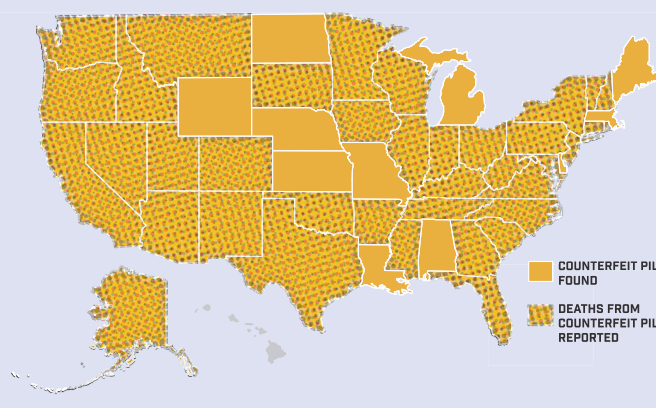 COUNTERFEIT PIL
FOUND
DEATHS FROM
COUNTERFEIT PIL
REPORTED